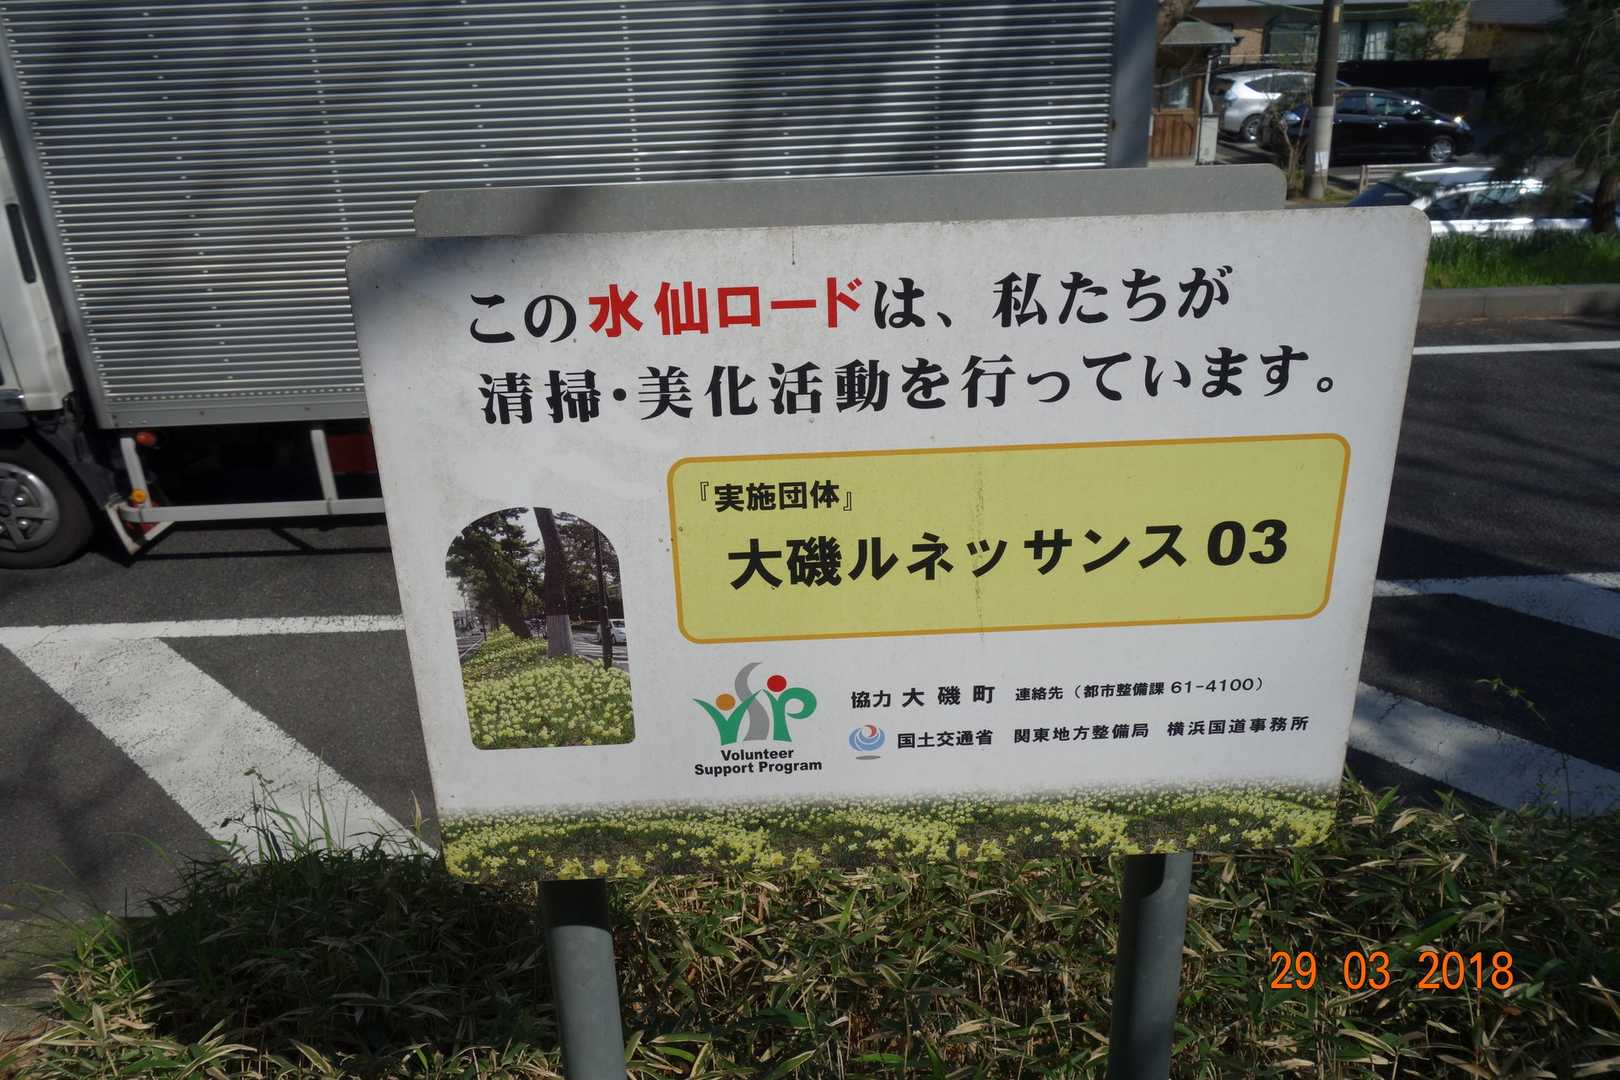 この水仙ロードは、私たちが
清掃・美化活動を行っています。
『実施団体』
大磯ルネッサンス 03
VSP
Volunteer
Support Program
協力 大磯町 連絡先（都市整備課 61-4100）
国土交通省 関東地方整備局 横浜国道事務所
29 03 2018